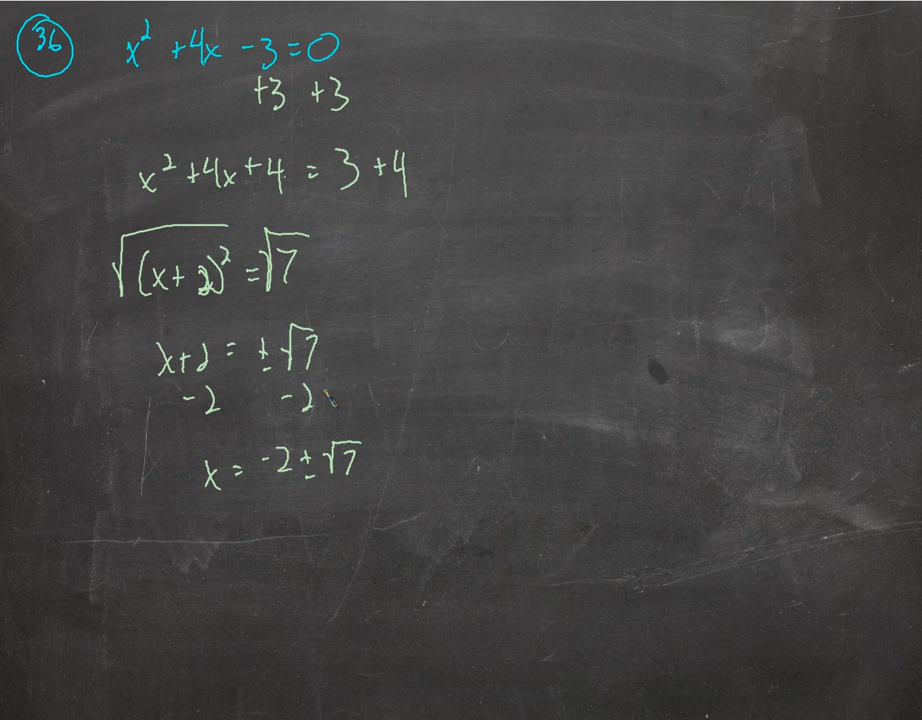 36 x² +4x -3=0
+3 +3
x² +4x+4 = 3 +4
√(x+2)² = √7
x+2 = ±√7
-2 -2
x = -2 ± √7